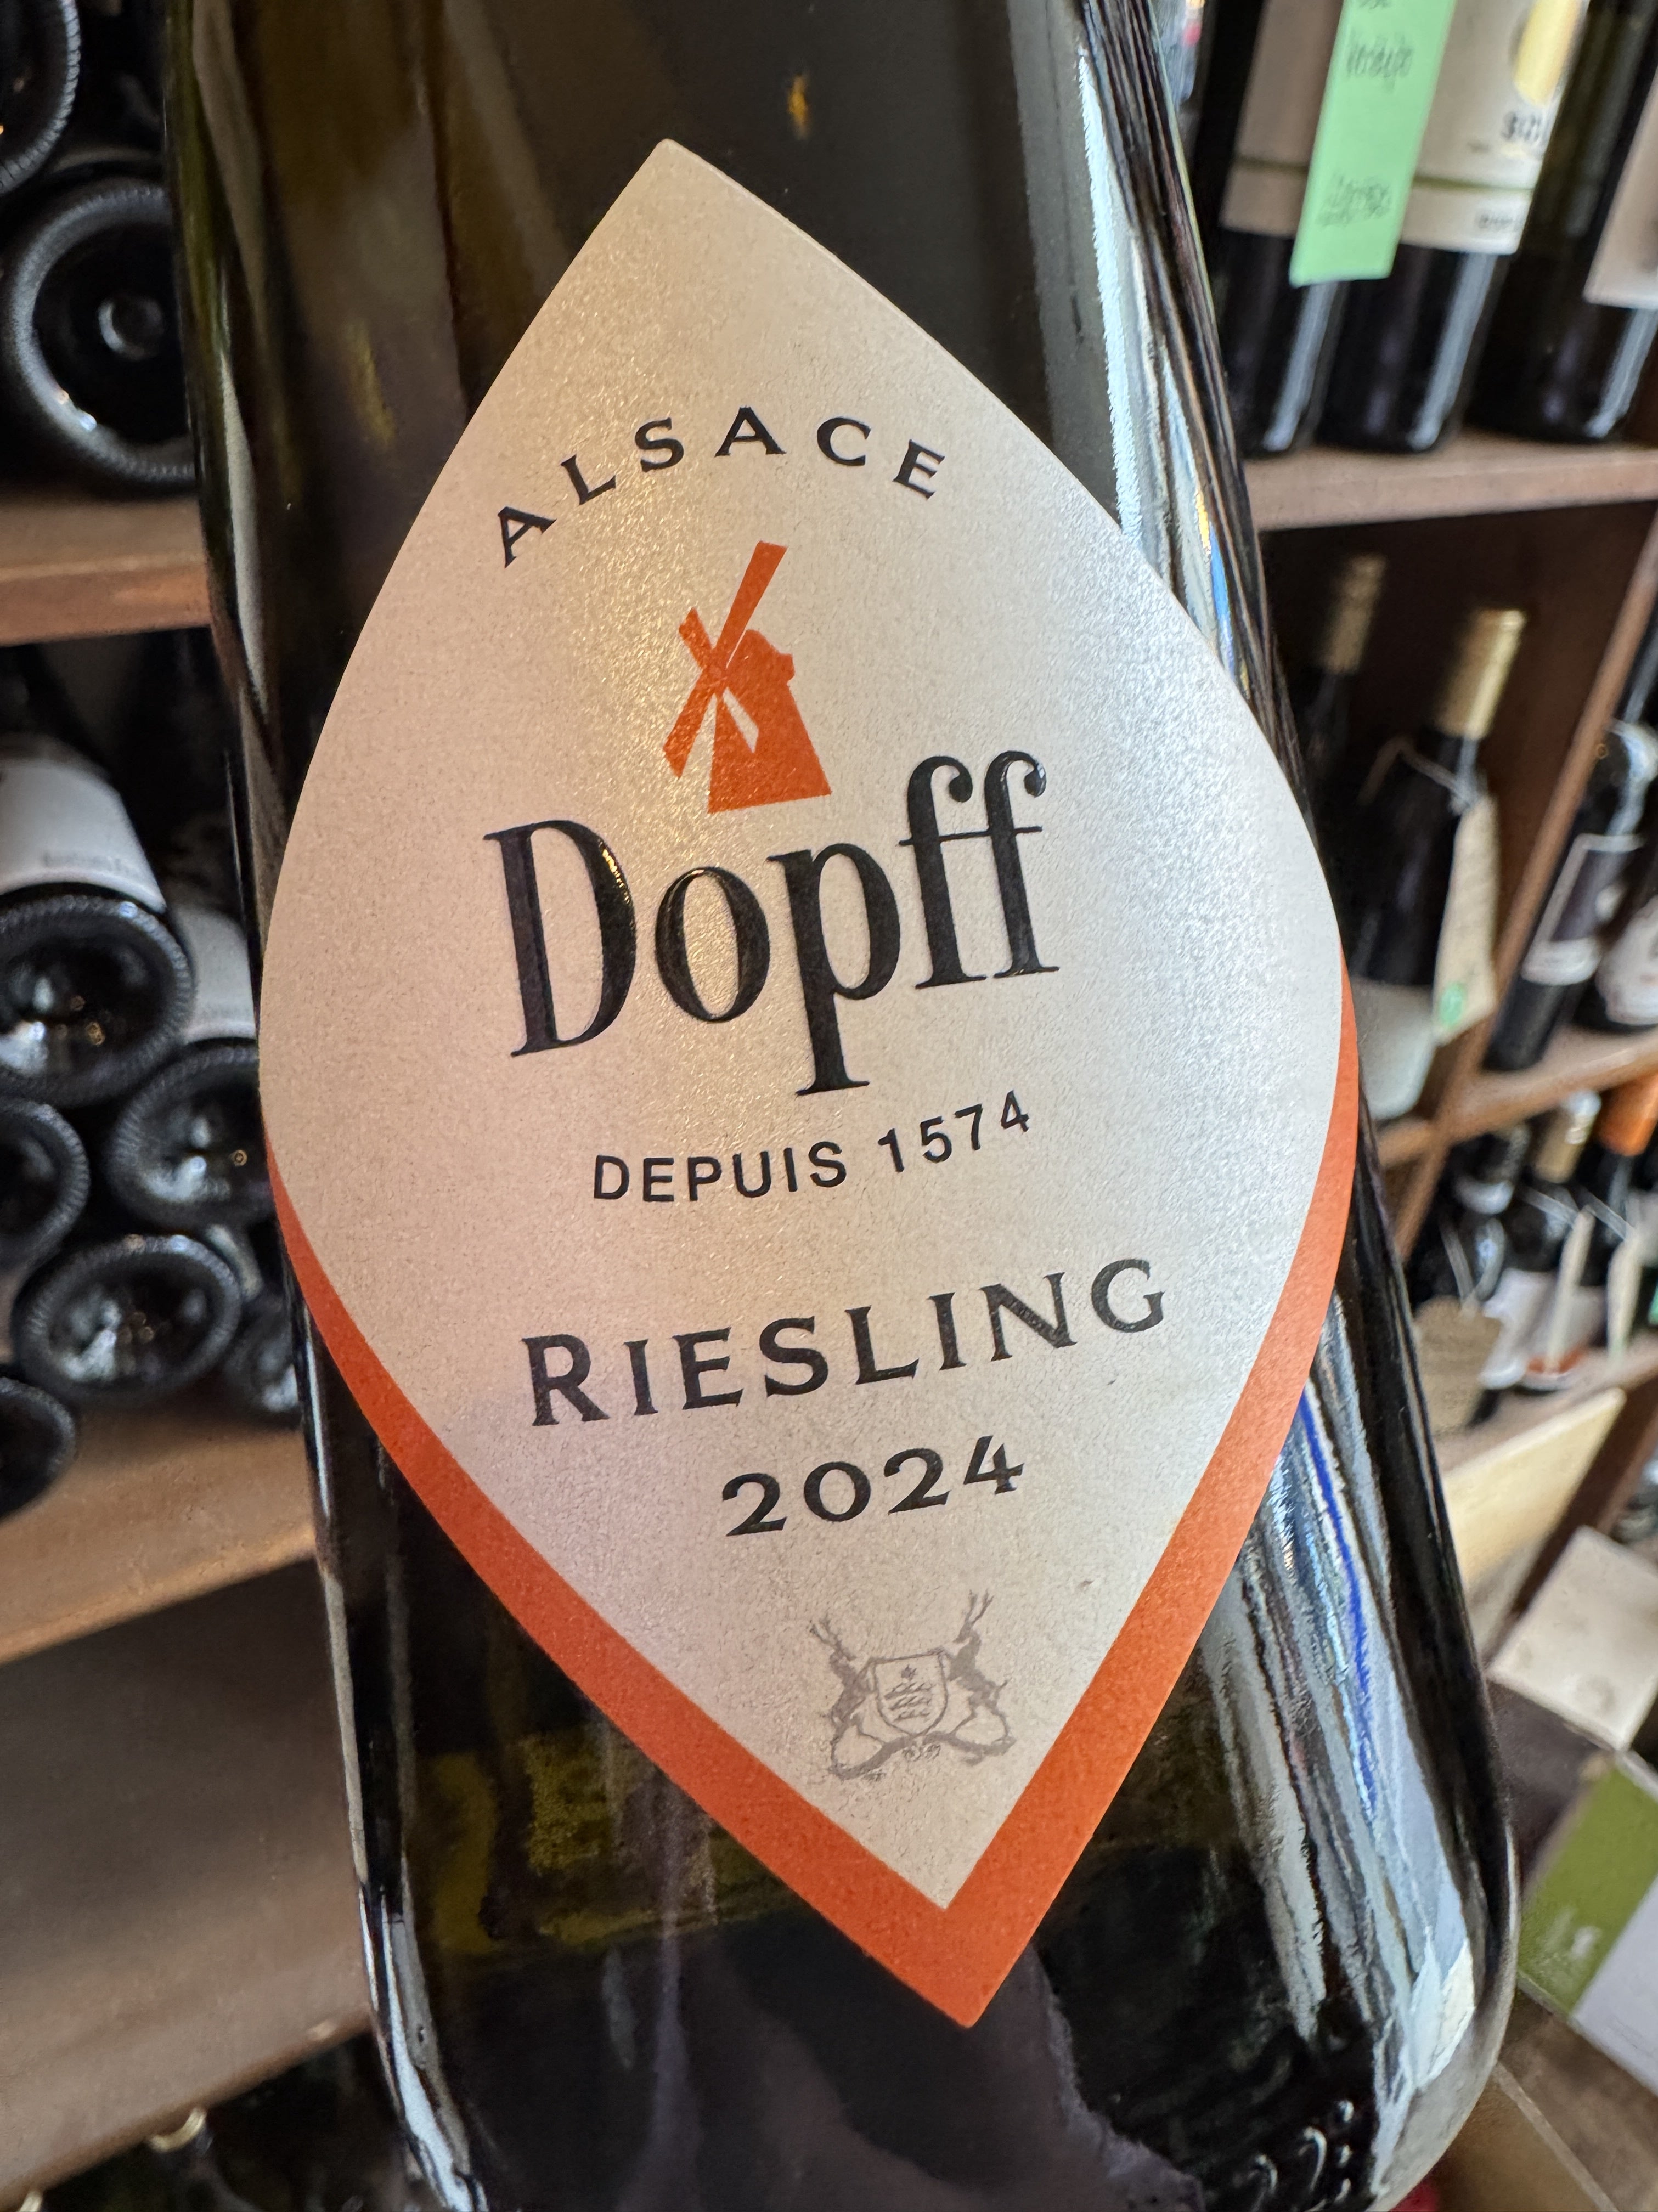 ALSACE
Dopff
DEPUIS 1574
RIESLING
2024